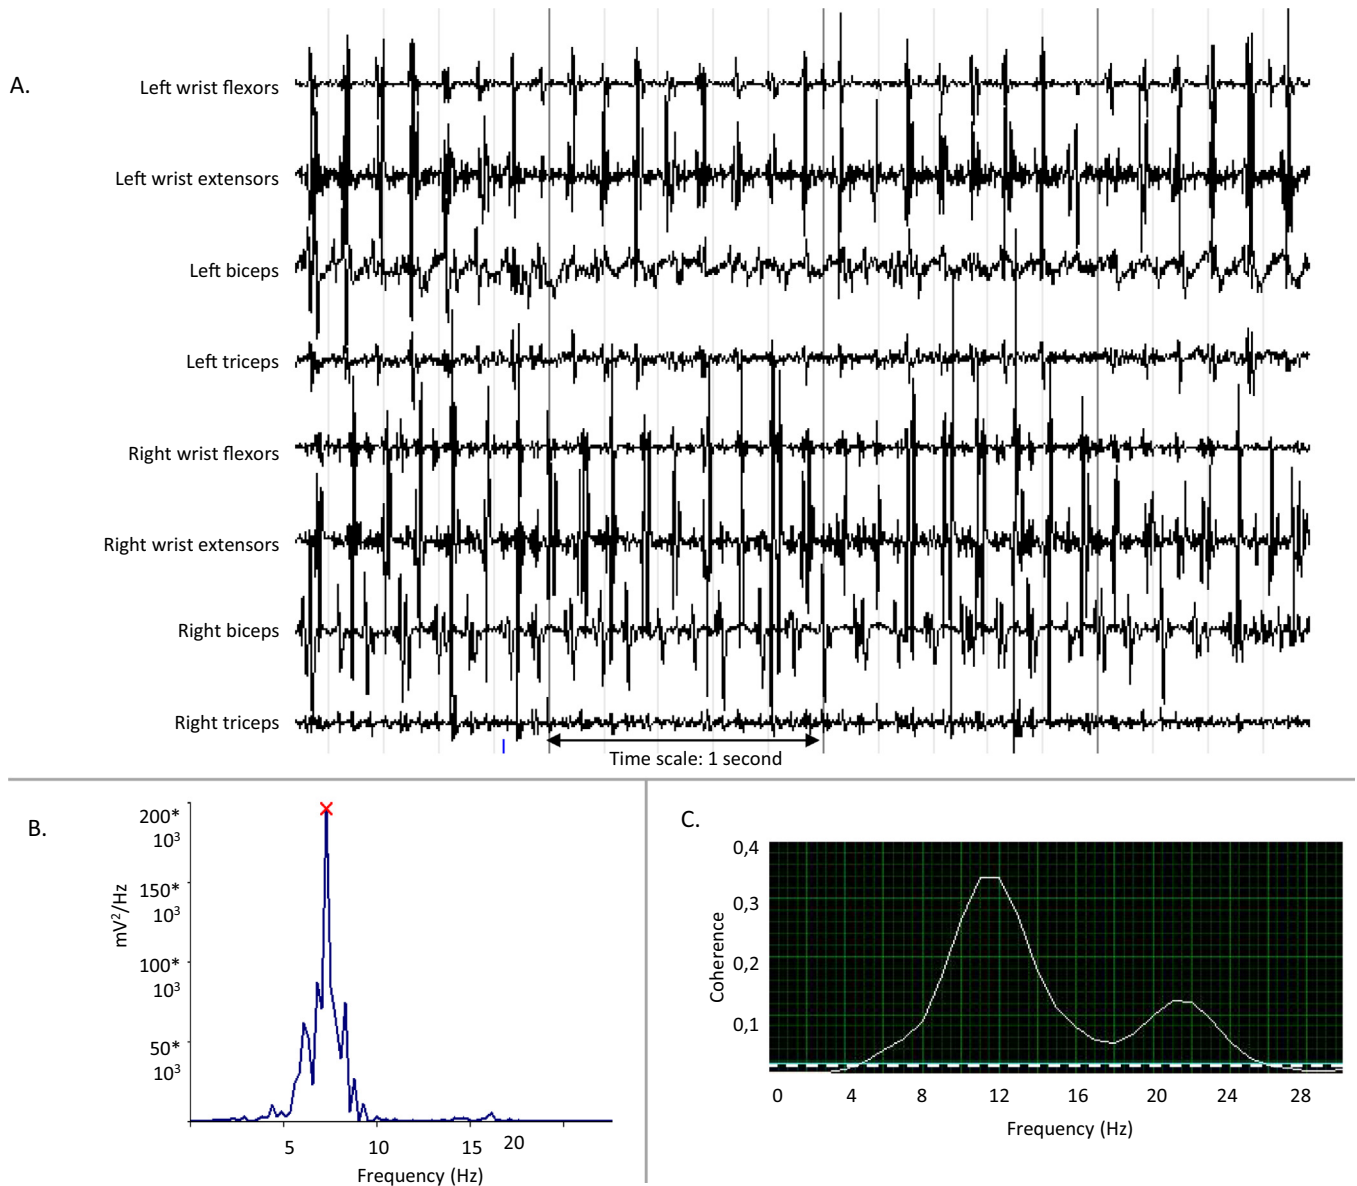 A.
Left wrist flexors
Left wrist extensors
Left biceps
Left triceps
Right wrist flexors
Right wrist extensors
Right biceps
Right triceps
Time scale: 1 second
B.
200*
10³
150*
10³
100*
10³
50*
10³
mV²/Hz
5 10 15 20
Frequency (Hz)
C.
0,4
0,3
0,2
0,1
Coherence
0 4 8 12 16 20 24 28
Frequency (Hz)